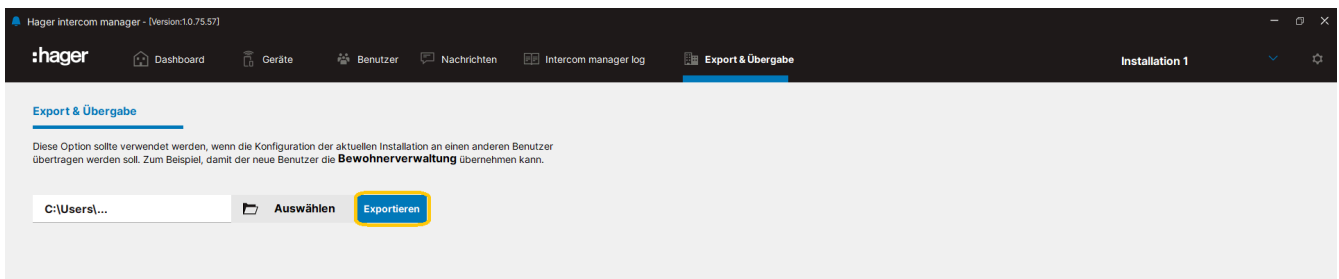 Hager intercom manager - [Version:1.0.75.57]
:hager Dashboard Geräte Benutzer Nachrichten Intercom manager log Export & Übergabe Installation 1
Export & Übergabe
Diese Option sollte verwendet werden, wenn die Konfiguration der aktuellen Installation an einen anderen Benutzer
übertragen werden soll. Zum Beispiel, damit der neue Benutzer die Bewohnerverwaltung übernehmen kann.
C:\Users\... Auswählen Exportieren